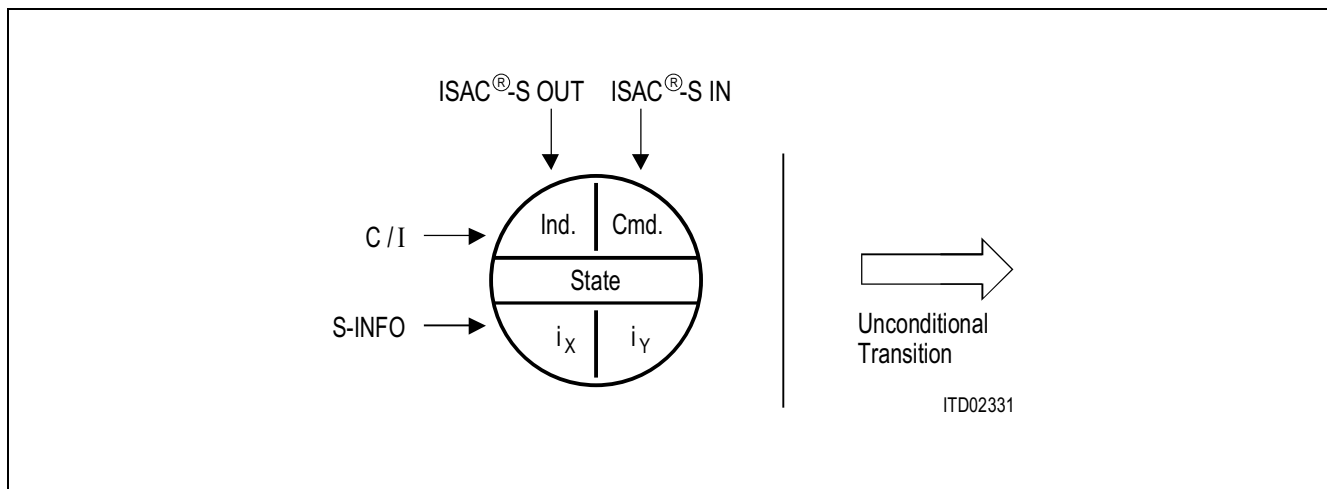 ISAC®-S OUT ISAC®-S IN
Ind. Cmd.
C/I
State
S-INFO
iX iY
Unconditional
Transition
ITD02331